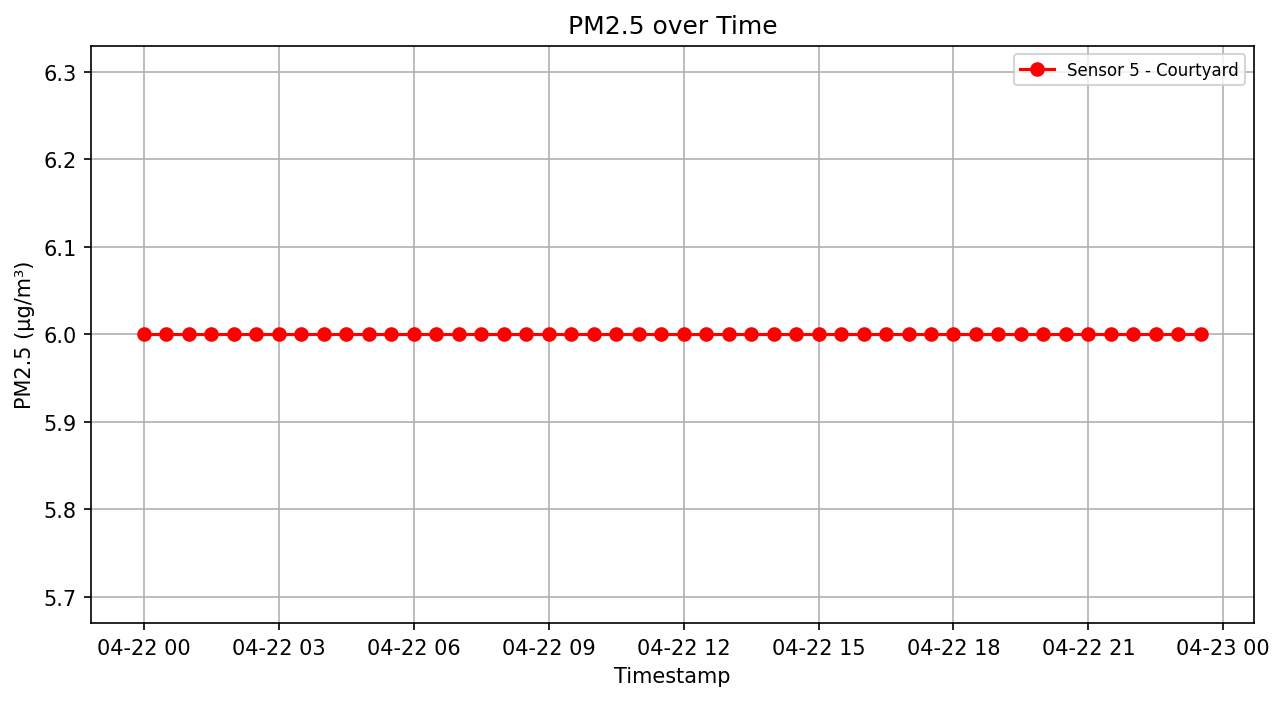 PM2.5 over Time
Sensor 5 - Courtyard
PM2.5 (µg/m³)
6.3
6.2
6.1
6.0
5.9
5.8
5.7
04-22 00 04-22 03 04-22 06 04-22 09 04-22 12 04-22 15 04-22 18 04-22 21 04-23 00
Timestamp